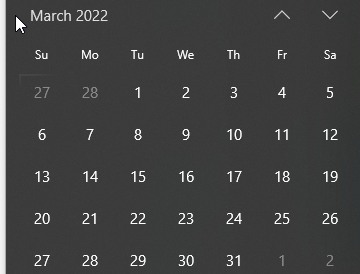 March 2022
Su Mo Tu We Th Fr Sa
27 28 1 2 3 4 5
6 7 8 9 10 11 12
13 14 15 16 17 18 19
20 21 22 23 24 25 26
27 28 29 30 31 1 2